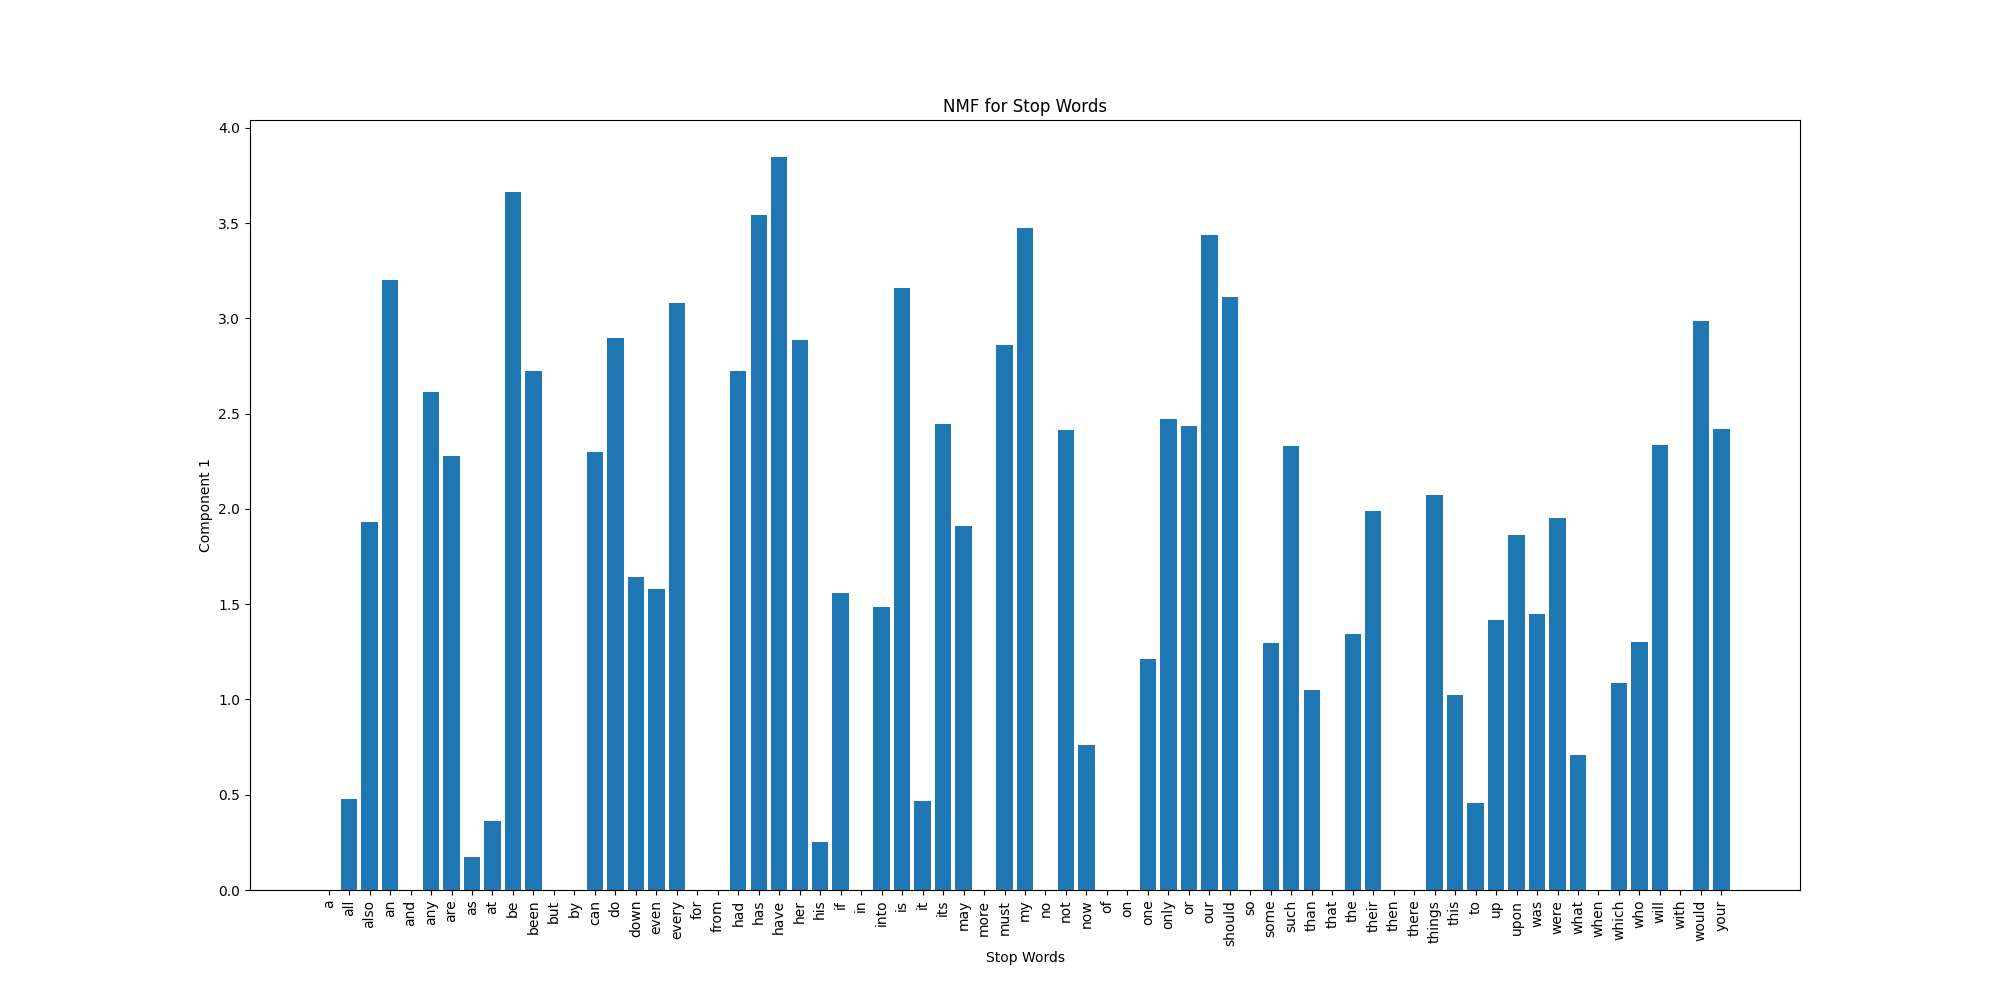 NMF for Stop Words
4.0
3.5
3.0
2.5
2.0
1.5
1.0
0.5
0.0
Component 1
a all also an and any are as at be been but by can do down even every for from had has have her his if in into is it its may more must my no not now of on one only or our should so some such than that the their then there things this to up upon was were what when which who will with would your
Stop Words